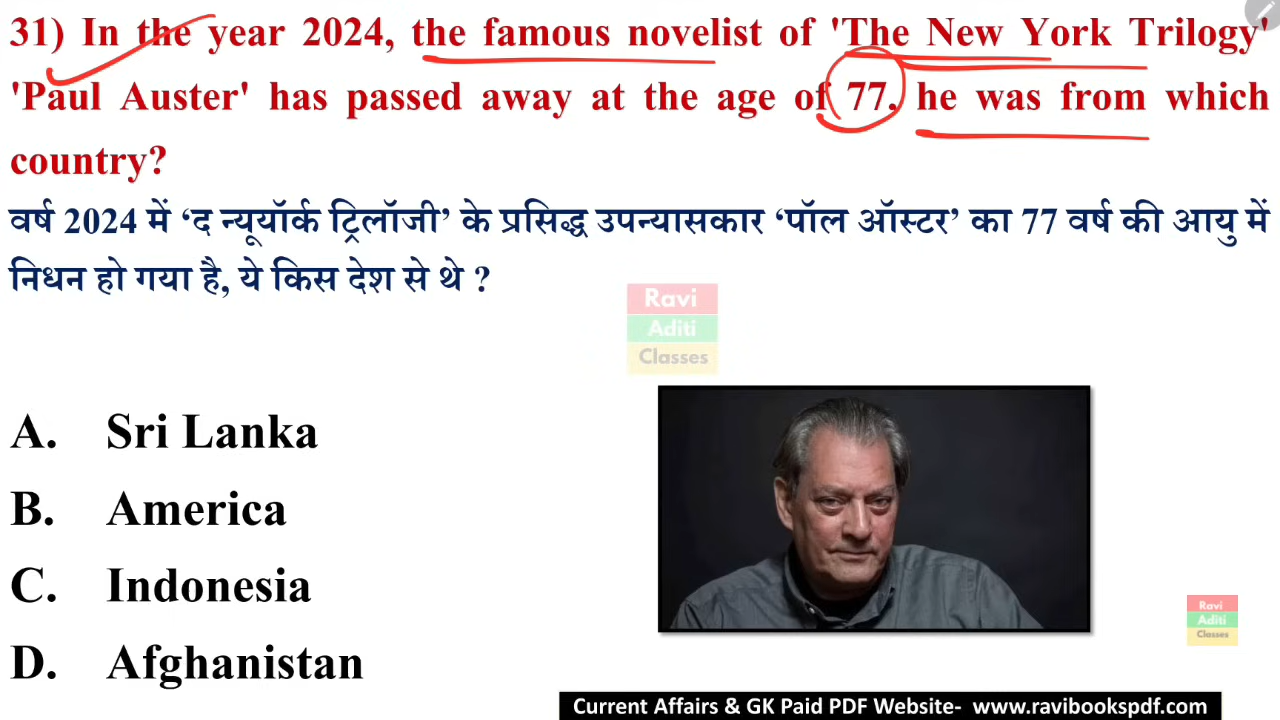 31) In the year 2024, the famous novelist of 'The New York Trilogy'
'Paul Auster' has passed away at the age of 77, he was from which
country?
वर्ष 2024 में ‘द न्यूयॉर्क ट्रिलॉजी’ के प्रसिद्ध उपन्यासकार ‘पॉल ऑस्टर’ का 77 वर्ष की आयु में
निधन हो गया है, ये किस देश से थे ?
Ravi
Aditi
Classes
A. Sri Lanka
B. America
C. Indonesia
D. Afghanistan
Ravi
Aditi
Classes
Current Affairs & GK Paid PDF Website- www.ravibookspdf.com